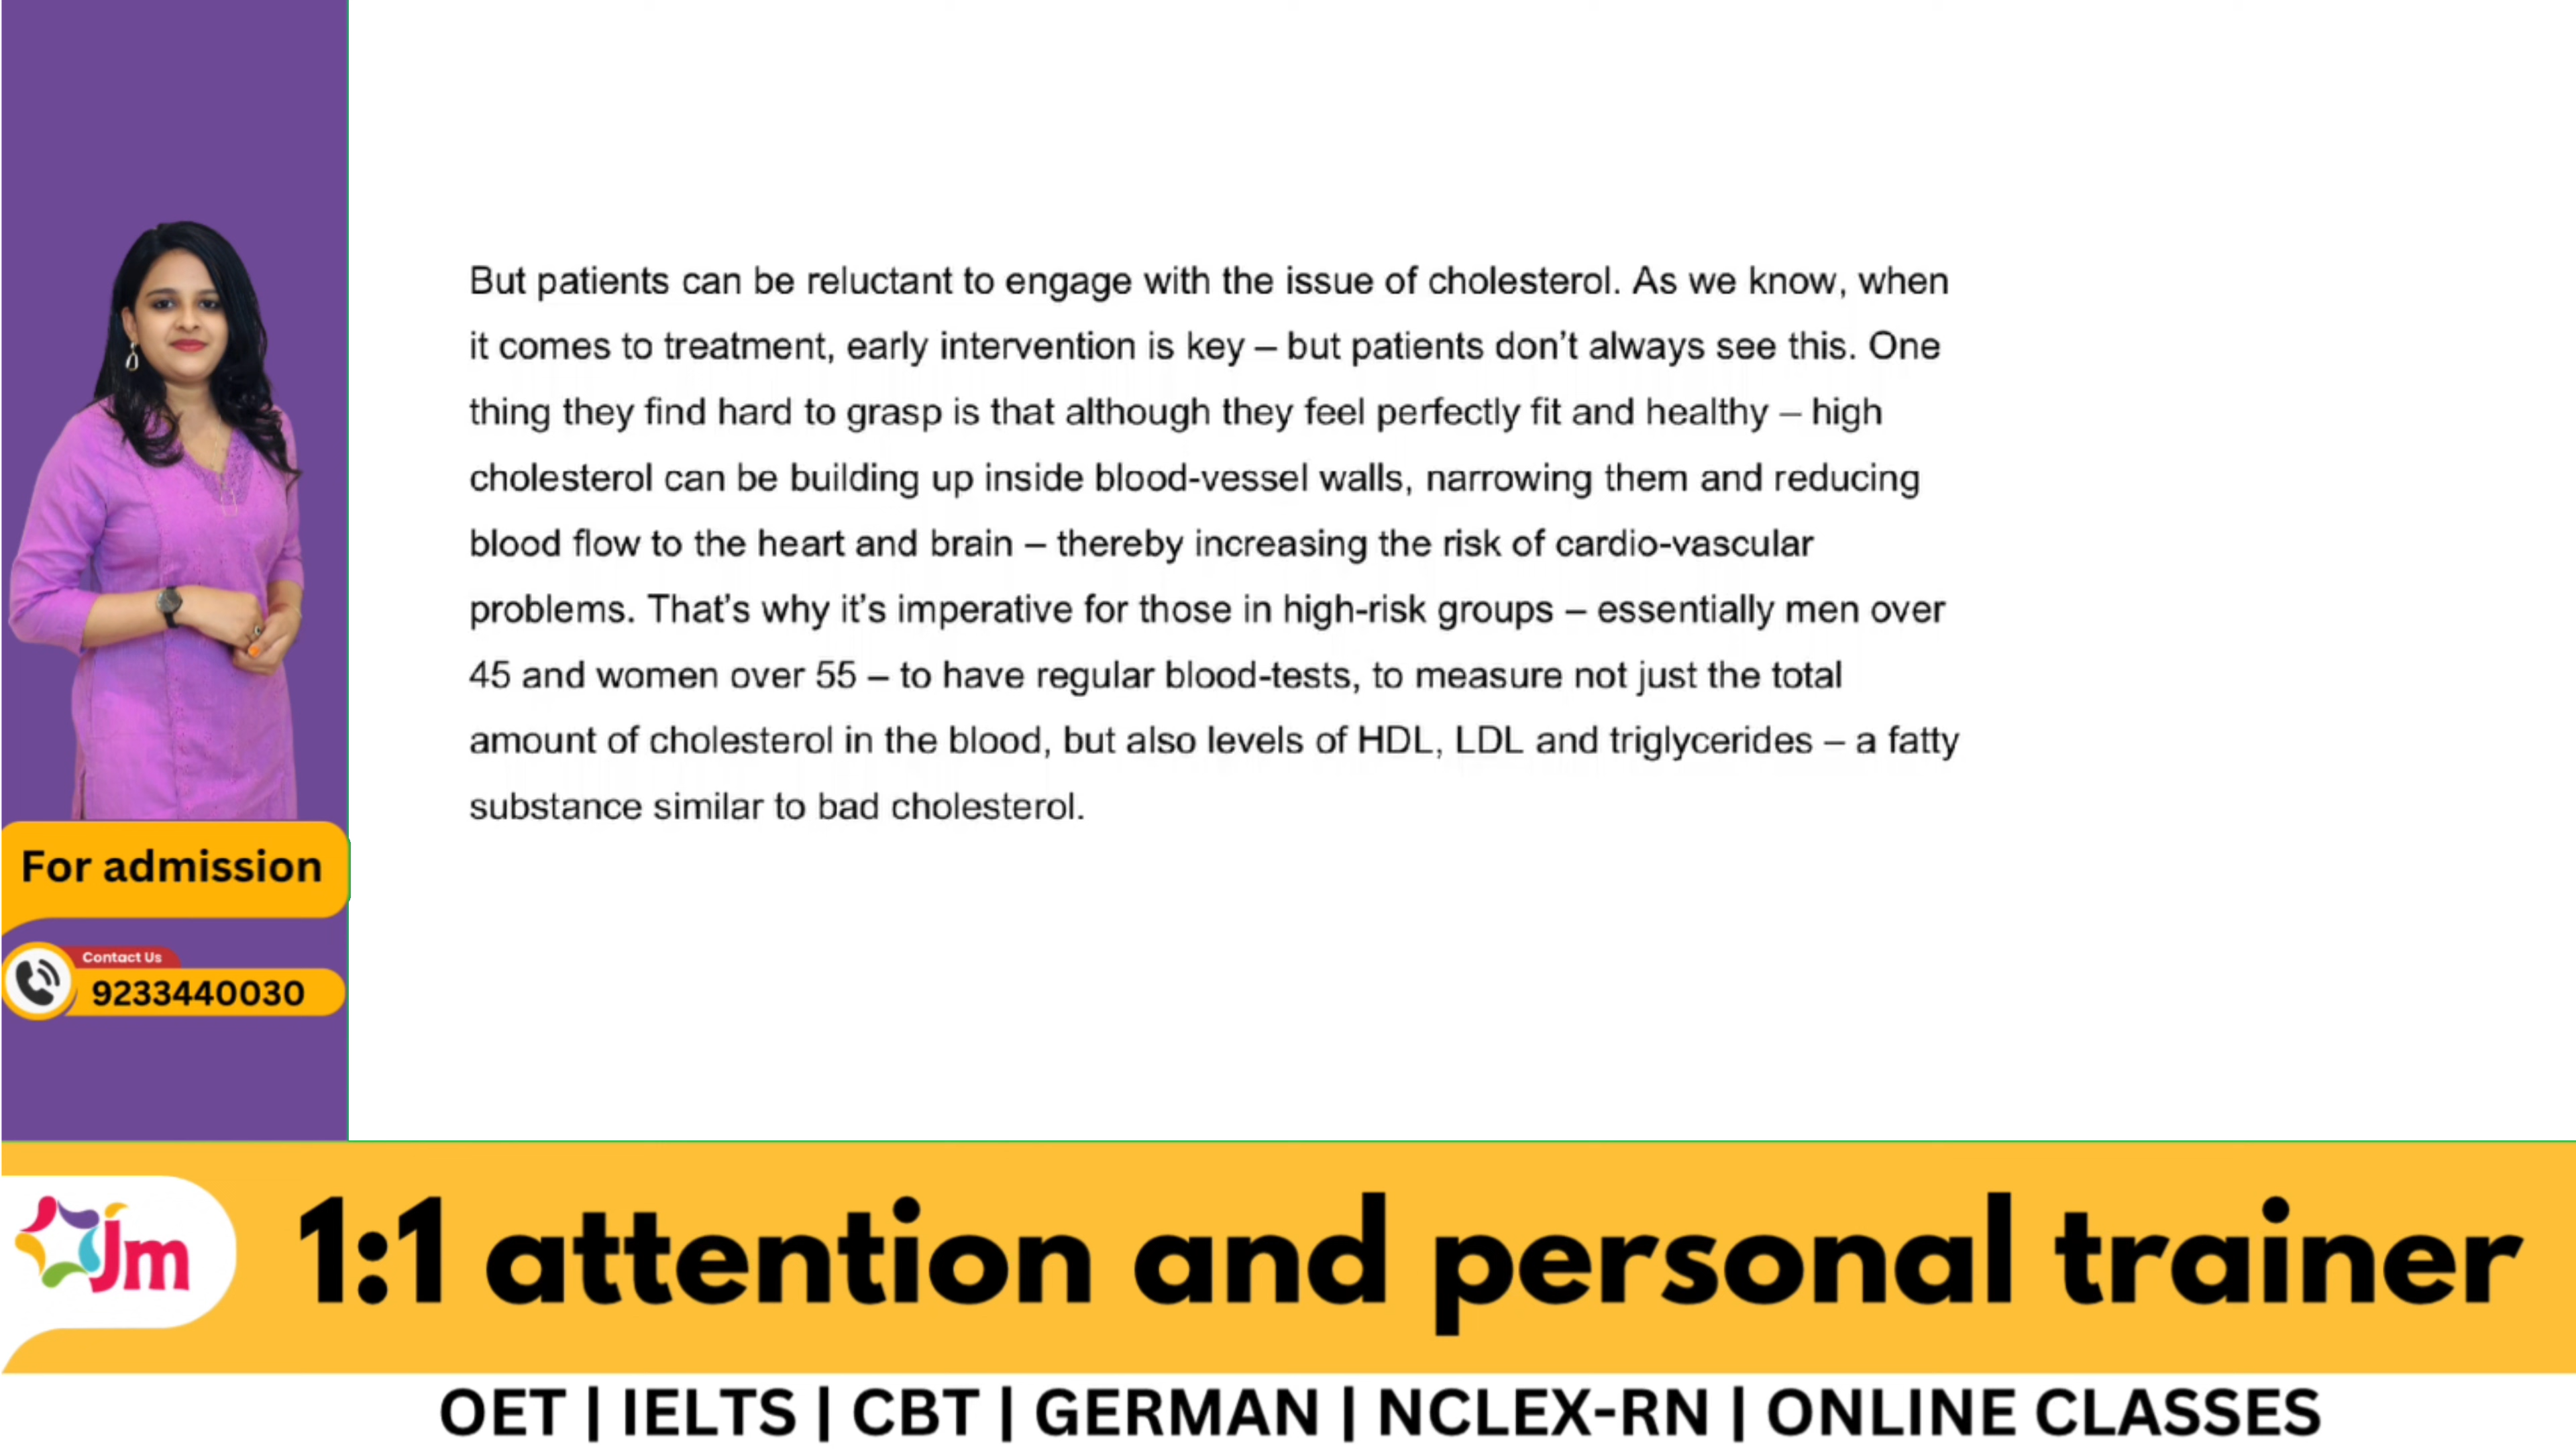 But patients can be reluctant to engage with the issue of cholesterol. As we know, when
it comes to treatment, early intervention is key – but patients don't always see this. One
thing they find hard to grasp is that although they feel perfectly fit and healthy – high
cholesterol can be building up inside blood-vessel walls, narrowing them and reducing
blood flow to the heart and brain – thereby increasing the risk of cardio-vascular
problems. That's why it's imperative for those in high-risk groups – essentially men over
45 and women over 55 – to have regular blood-tests, to measure not just the total
amount of cholesterol in the blood, but also levels of HDL, LDL and triglycerides – a fatty
substance similar to bad cholesterol.
For admission
Contact Us
9233440030
Jm
1:1 attention and personal trainer
OET | IELTS | CBT | GERMAN | NCLEX-RN | ONLINE CLASSES